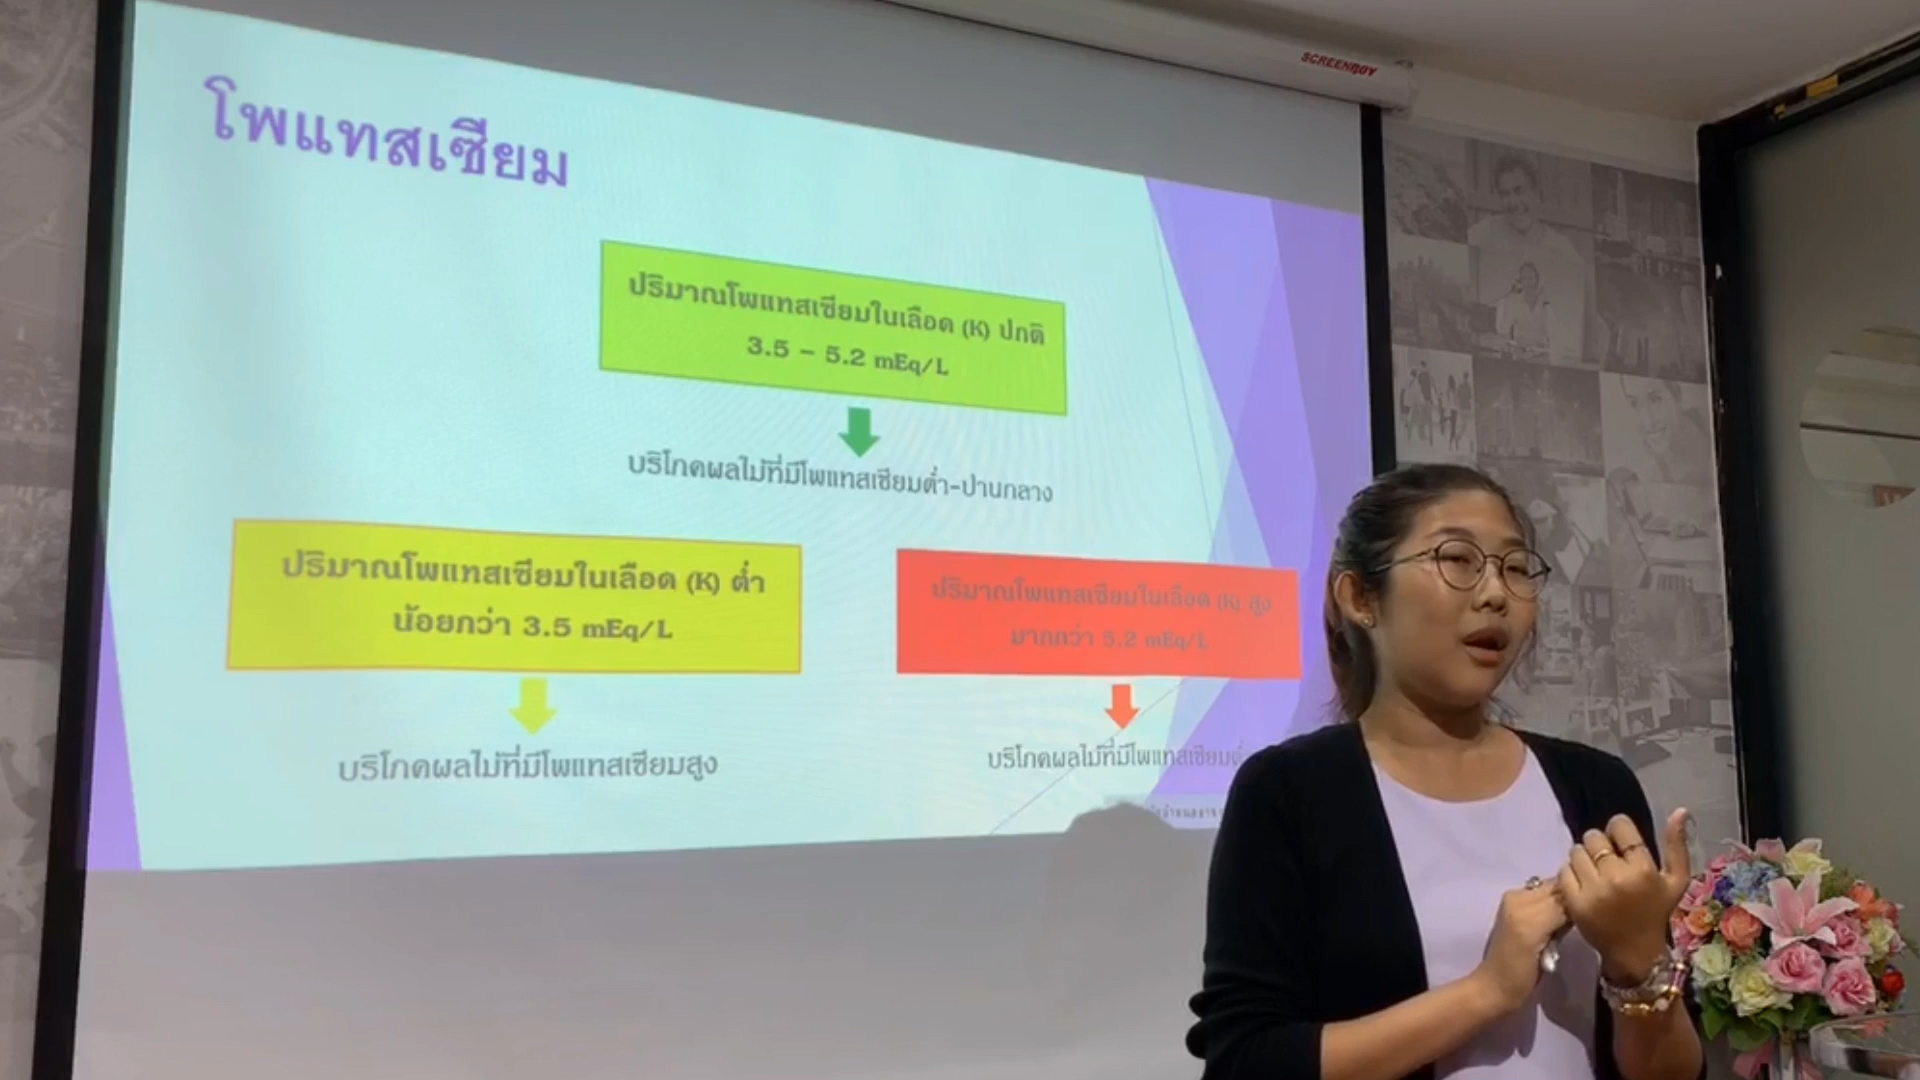 SCREENBOY
โพแทสเซียม
ปริมาณโพแทสเซียมในเลือด (K) ปกติ
3.5 – 5.2 mEq/L
บริโภคผลไม้ที่มีโพแทสเซียมต่ำ-ปานกลาง
ปริมาณโพแทสเซียมในเลือด (K) ต่ำ
น้อยกว่า 3.5 mEq/L
ปริมาณโพแทสเซียมในเลือด (K) สูง
มากกว่า 5.2 mEq/L
บริโภคผลไม้ที่มีโพแทสเซียมสูง
บริโภคผลไม้ที่มีโพแทสเซียมต่